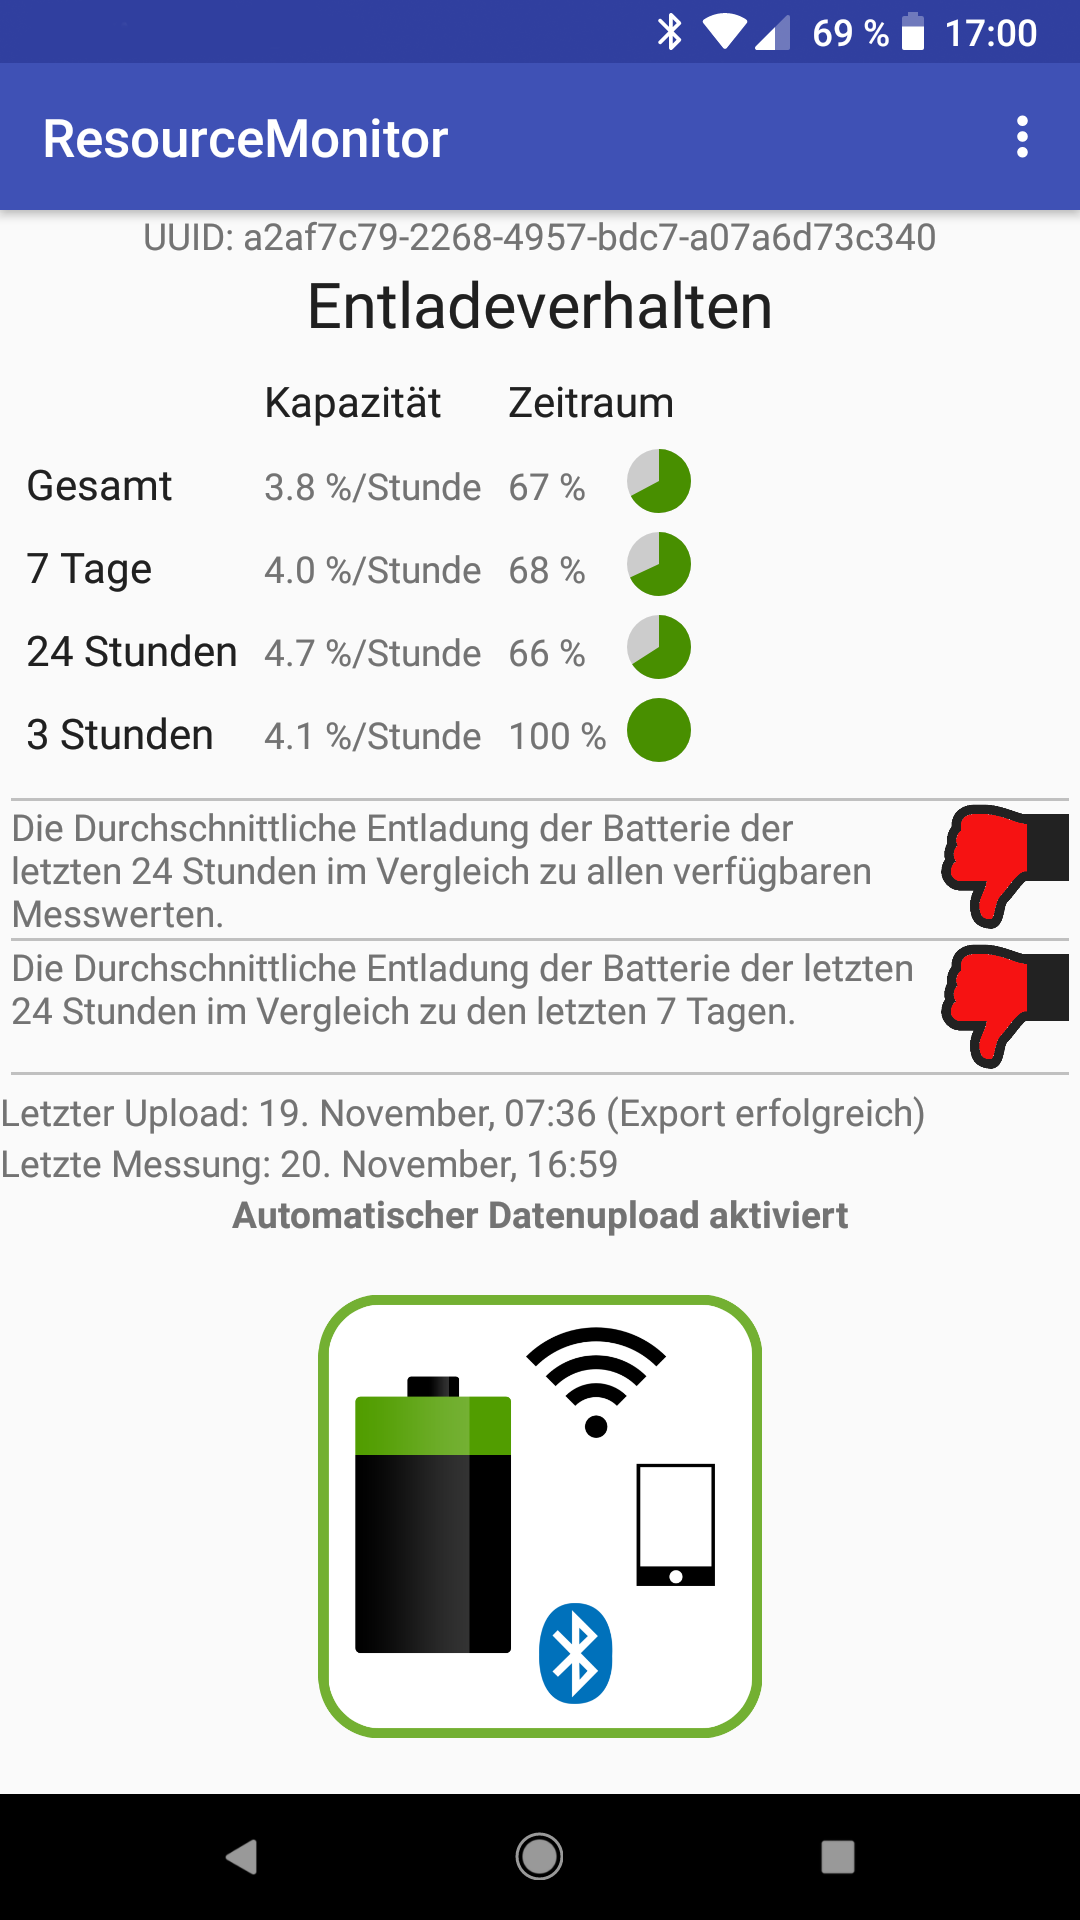 69 % 17:00
ResourceMonitor
UUID: a2af7c79-2268-4957-bdc7-a07a6d73c340
Entladeverhalten
Kapazität Zeitraum
Gesamt 3.8 %/Stunde 67 %
7 Tage 4.0 %/Stunde 68 %
24 Stunden 4.7 %/Stunde 66 %
3 Stunden 4.1 %/Stunde 100 %
Die Durchschnittliche Entladung der Batterie der
letzten 24 Stunden im Vergleich zu allen verfügbaren
Messwerten.
Die Durchschnittliche Entladung der Batterie der letzten
24 Stunden im Vergleich zu den letzten 7 Tagen.
Letzter Upload: 19. November, 07:36 (Export erfolgreich)
Letzte Messung: 20. November, 16:59
Automatischer Datenupload aktiviert